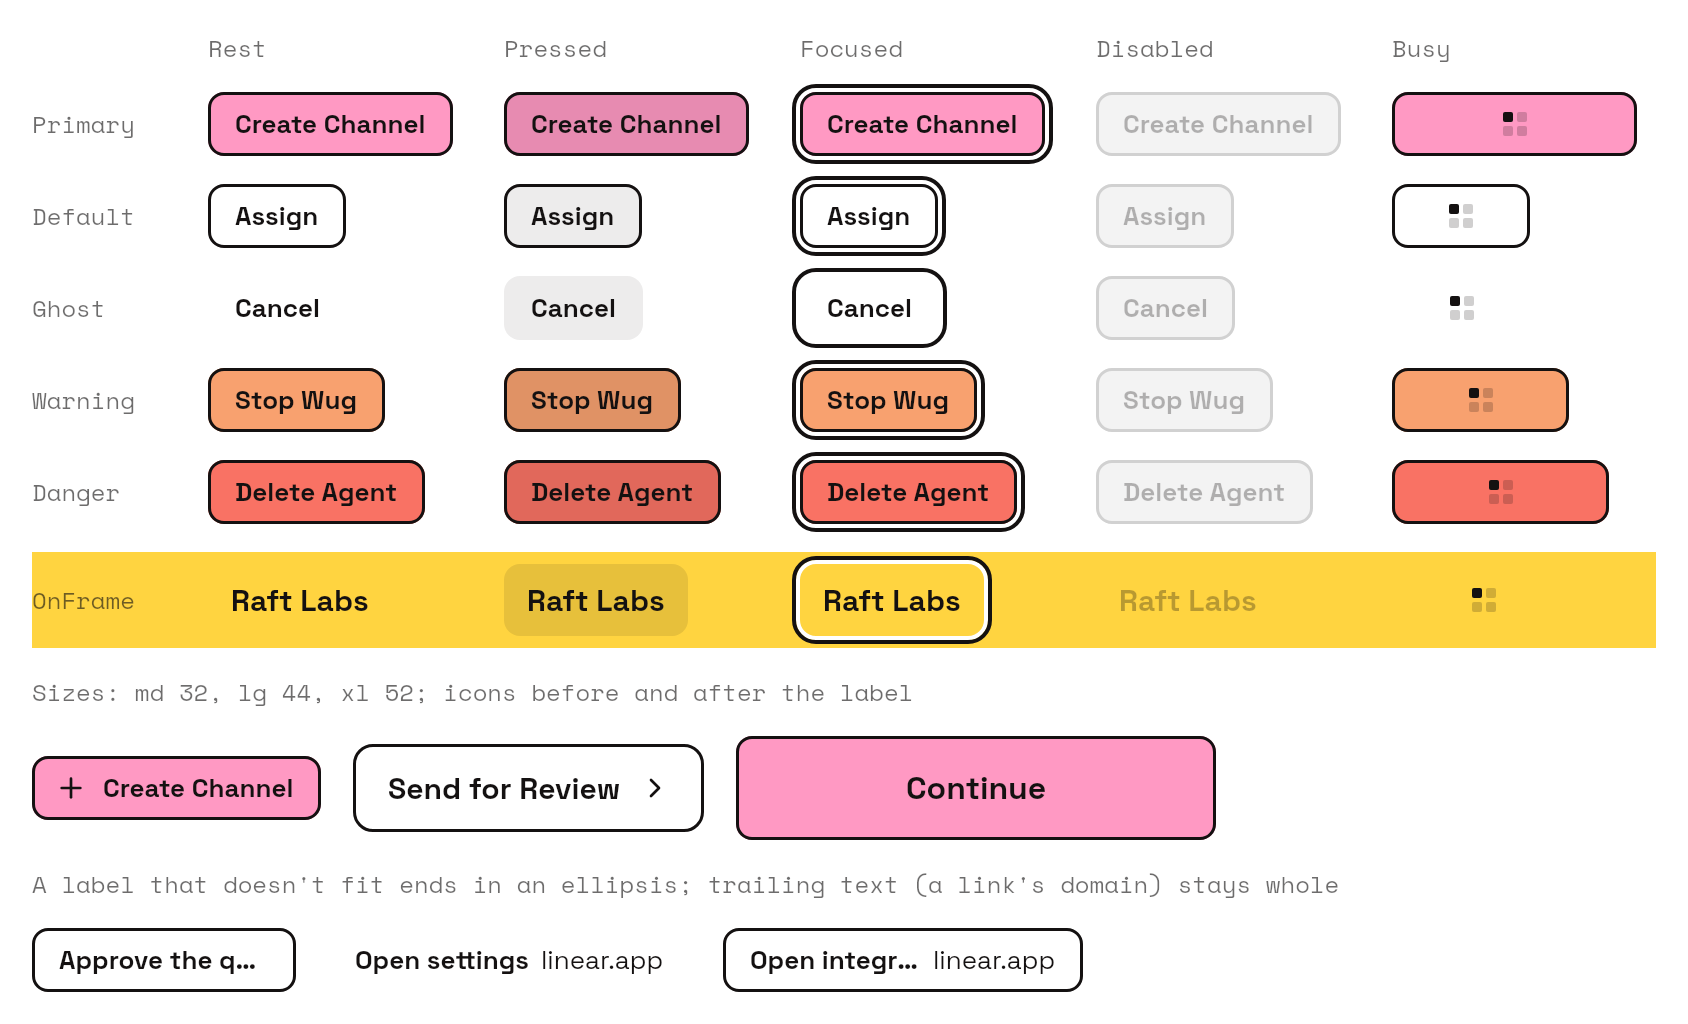 Rest Pressed Focused Disabled Busy
Primary Create Channel Create Channel Create Channel Create Channel
Default Assign Assign Assign Assign
Ghost Cancel Cancel Cancel Cancel
Warning Stop Wug Stop Wug Stop Wug Stop Wug
Danger Delete Agent Delete Agent Delete Agent Delete Agent
OnFrame Raft Labs Raft Labs Raft Labs Raft Labs
Sizes: md 32, lg 44, xl 52; icons before and after the label
Create Channel Send for Review Continue
A label that doesn't fit ends in an ellipsis; trailing text (a link's domain) stays whole
Approve the q… Open settings linear.app Open integr… linear.app